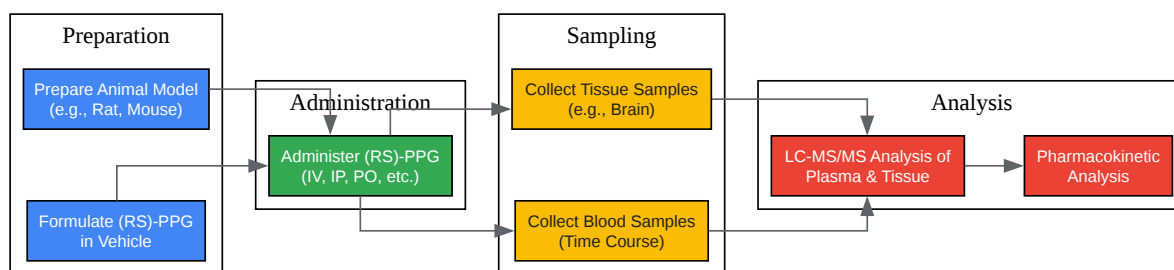 Preparation
Prepare Animal Model
(e.g., Rat, Mouse)
Formulate (RS)-PPG
in Vehicle
Administration
Administer (RS)-PPG
(IV, IP, PO, etc.)
Sampling
Collect Tissue Samples
(e.g., Brain)
Collect Blood Samples
(Time Course)
Analysis
LC-MS/MS Analysis of
Plasma & Tissue
Pharmacokinetic
Analysis